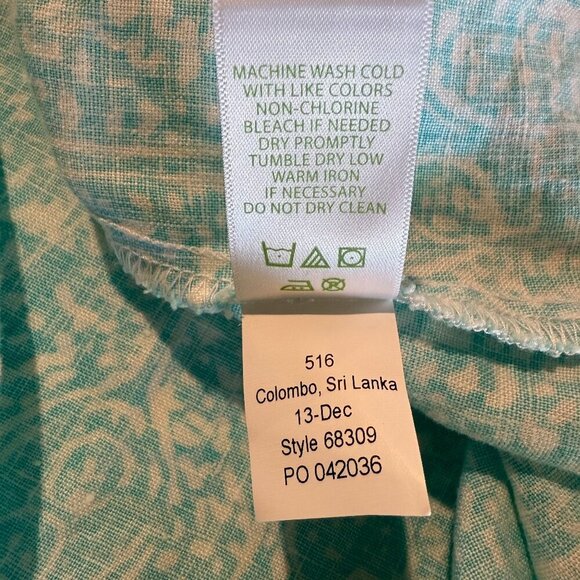 MACHINE WASH COLD
WITH LIKE COLORS
NON-CHLORINE
BLEACH IF NEEDED
DRY PROMPTLY
TUMBLE DRY LOW
WARM IRON
IF NECESSARY
DO NOT DRY CLEAN
516
Colombo, Sri Lanka
13-Dec
Style 68309
PO 042036